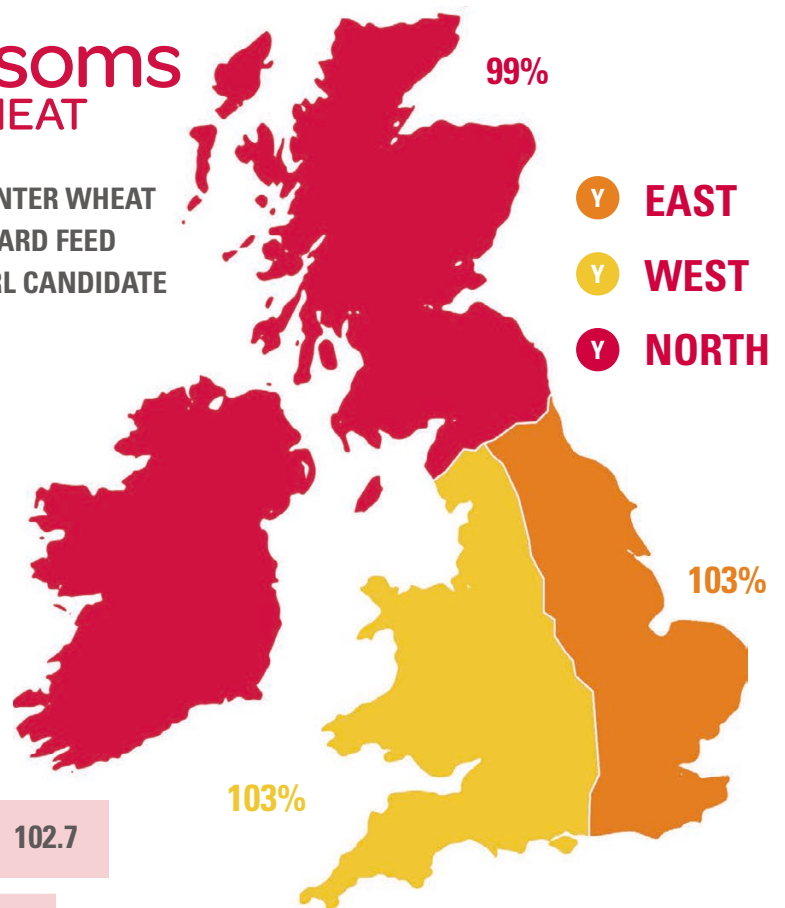 soms
HEAT
NTER WHEAT
ARD FEED
RL CANDIDATE
99%
Y EAST
Y WEST
Y NORTH
103%
103%
102.7